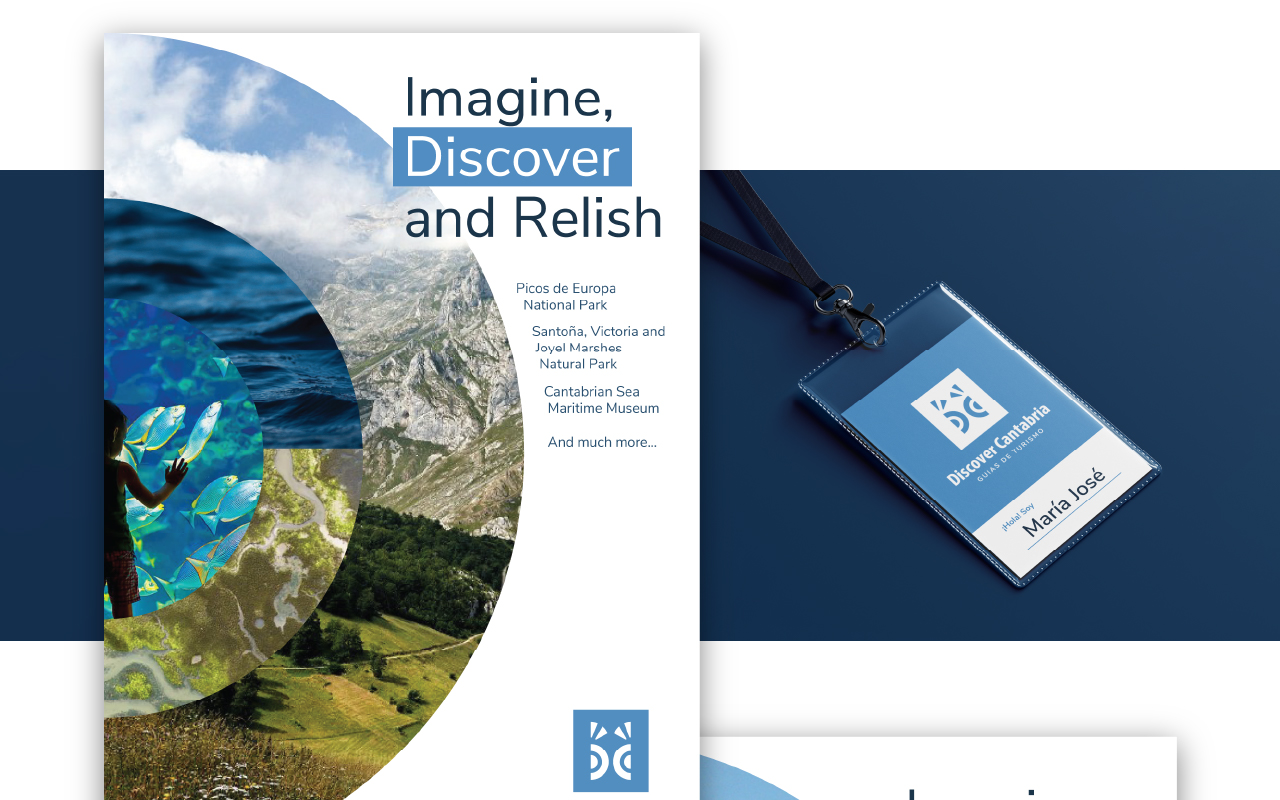 Imagine,
Discover
and Relish
Picos de Europa
National Park
Santoña, Victoria and
Joyel Marshes
Natural Park
Cantabrian Sea
Maritime Museum
And much more...
Discover Cantabria
GUIAS DE TURISMO
¡Hola! Soy
María José